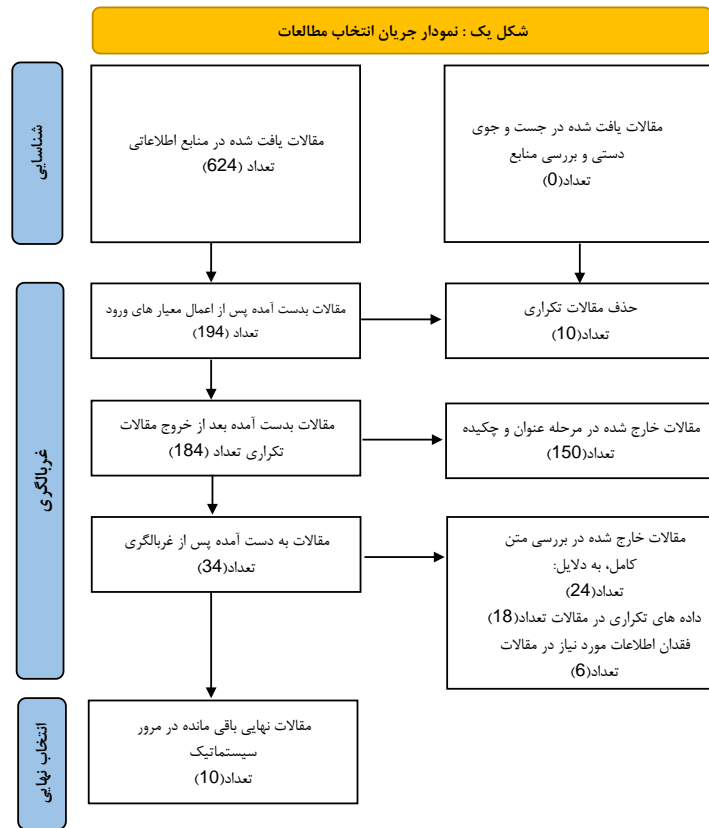 شکل یک : نمودار جریان انتخاب مطالعات
شناسایی
مقالات یافت شده در جست و جوی
دستی و بررسی منابع
تعداد(0)
مقالات یافت شده در منابع اطلاعاتی
تعداد (624)
غربالگری
مقالات بدست آمده پس از اعمال معیار های ورود
تعداد (194)
حذف مقالات تکراری
تعداد(10)
مقالات بدست آمده بعد از خروج مقالات
تکراری تعداد (184)
مقالات خارج شده در مرحله عنوان و چکیده
تعداد(150)
مقالات به دست آمده پس از غربالگری
تعداد(34)
مقالات خارج شده در بررسی متن
کامل، به دلایل:
تعداد(24)
داده های تکراری در مقالات تعداد(18)
فقدان اطلاعات مورد نیاز در مقالات
تعداد(6)
انتخاب نهایی
مقالات نهایی باقی مانده در مرور
سیستماتیک
تعداد(10)